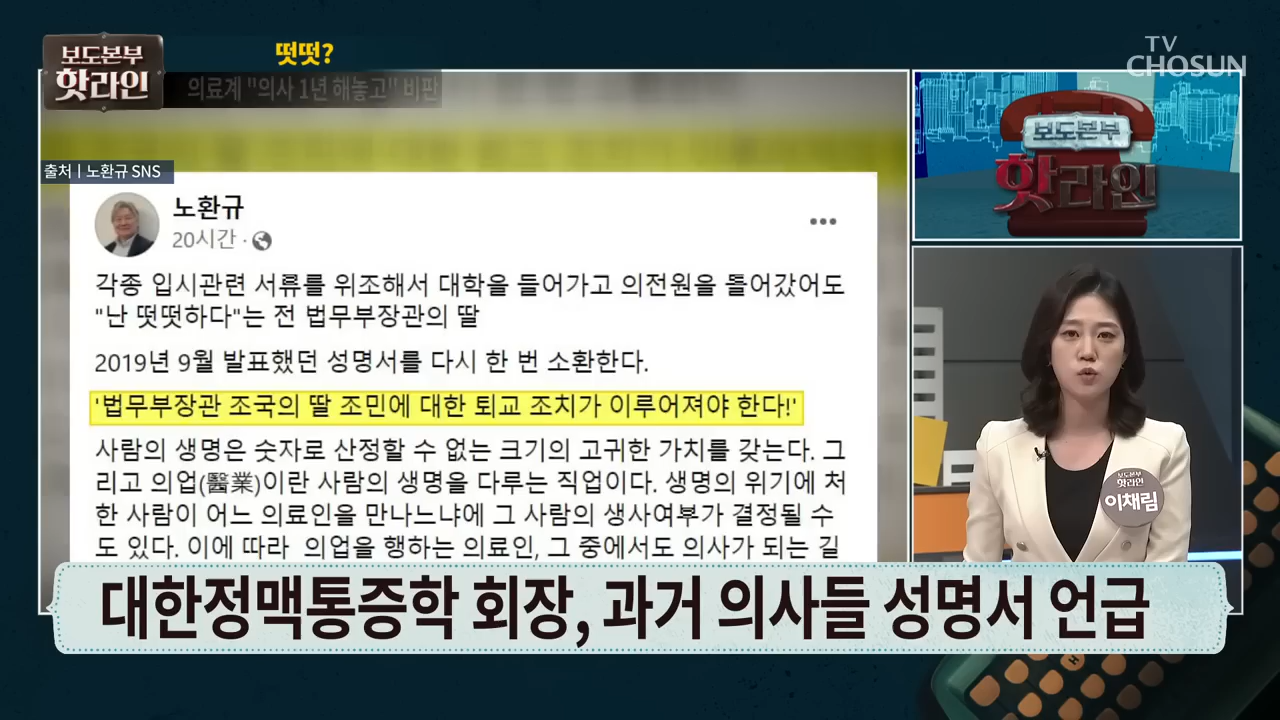 보도본부
핫라인
떳떳?
의료계 "의사 1년 해놓고" 비판
TV
CHOSUN
출처 | 노환규 SNS
노환규
20시간 ·
각종 입시관련 서류를 위조해서 대학을 들어가고 의전원을 들어갔어도
"난 떳떳하다"는 전 법무부장관의 딸
2019년 9월 발표했던 성명서를 다시 한 번 소환한다.
'법무부장관 조국의 딸 조민에 대한 퇴교 조치가 이루어져야 한다!'
사람의 생명은 숫자로 산정할 수 없는 크기의 고귀한 가치를 갖는다. 그
리고 의업(醫業)이란 사람의 생명을 다루는 직업이다. 생명의 위기에 처
한 사람이 어느 의료인을 만나느냐에 그 사람의 생사여부가 결정될 수
도 있다. 이에 따라 의업을 행하는 의료인, 그 중에서도 의사가 되는 길
보도본부
핫라인
보도본부
핫라인
이채림
대한정맥통증학 회장, 과거 의사들 성명서 언급